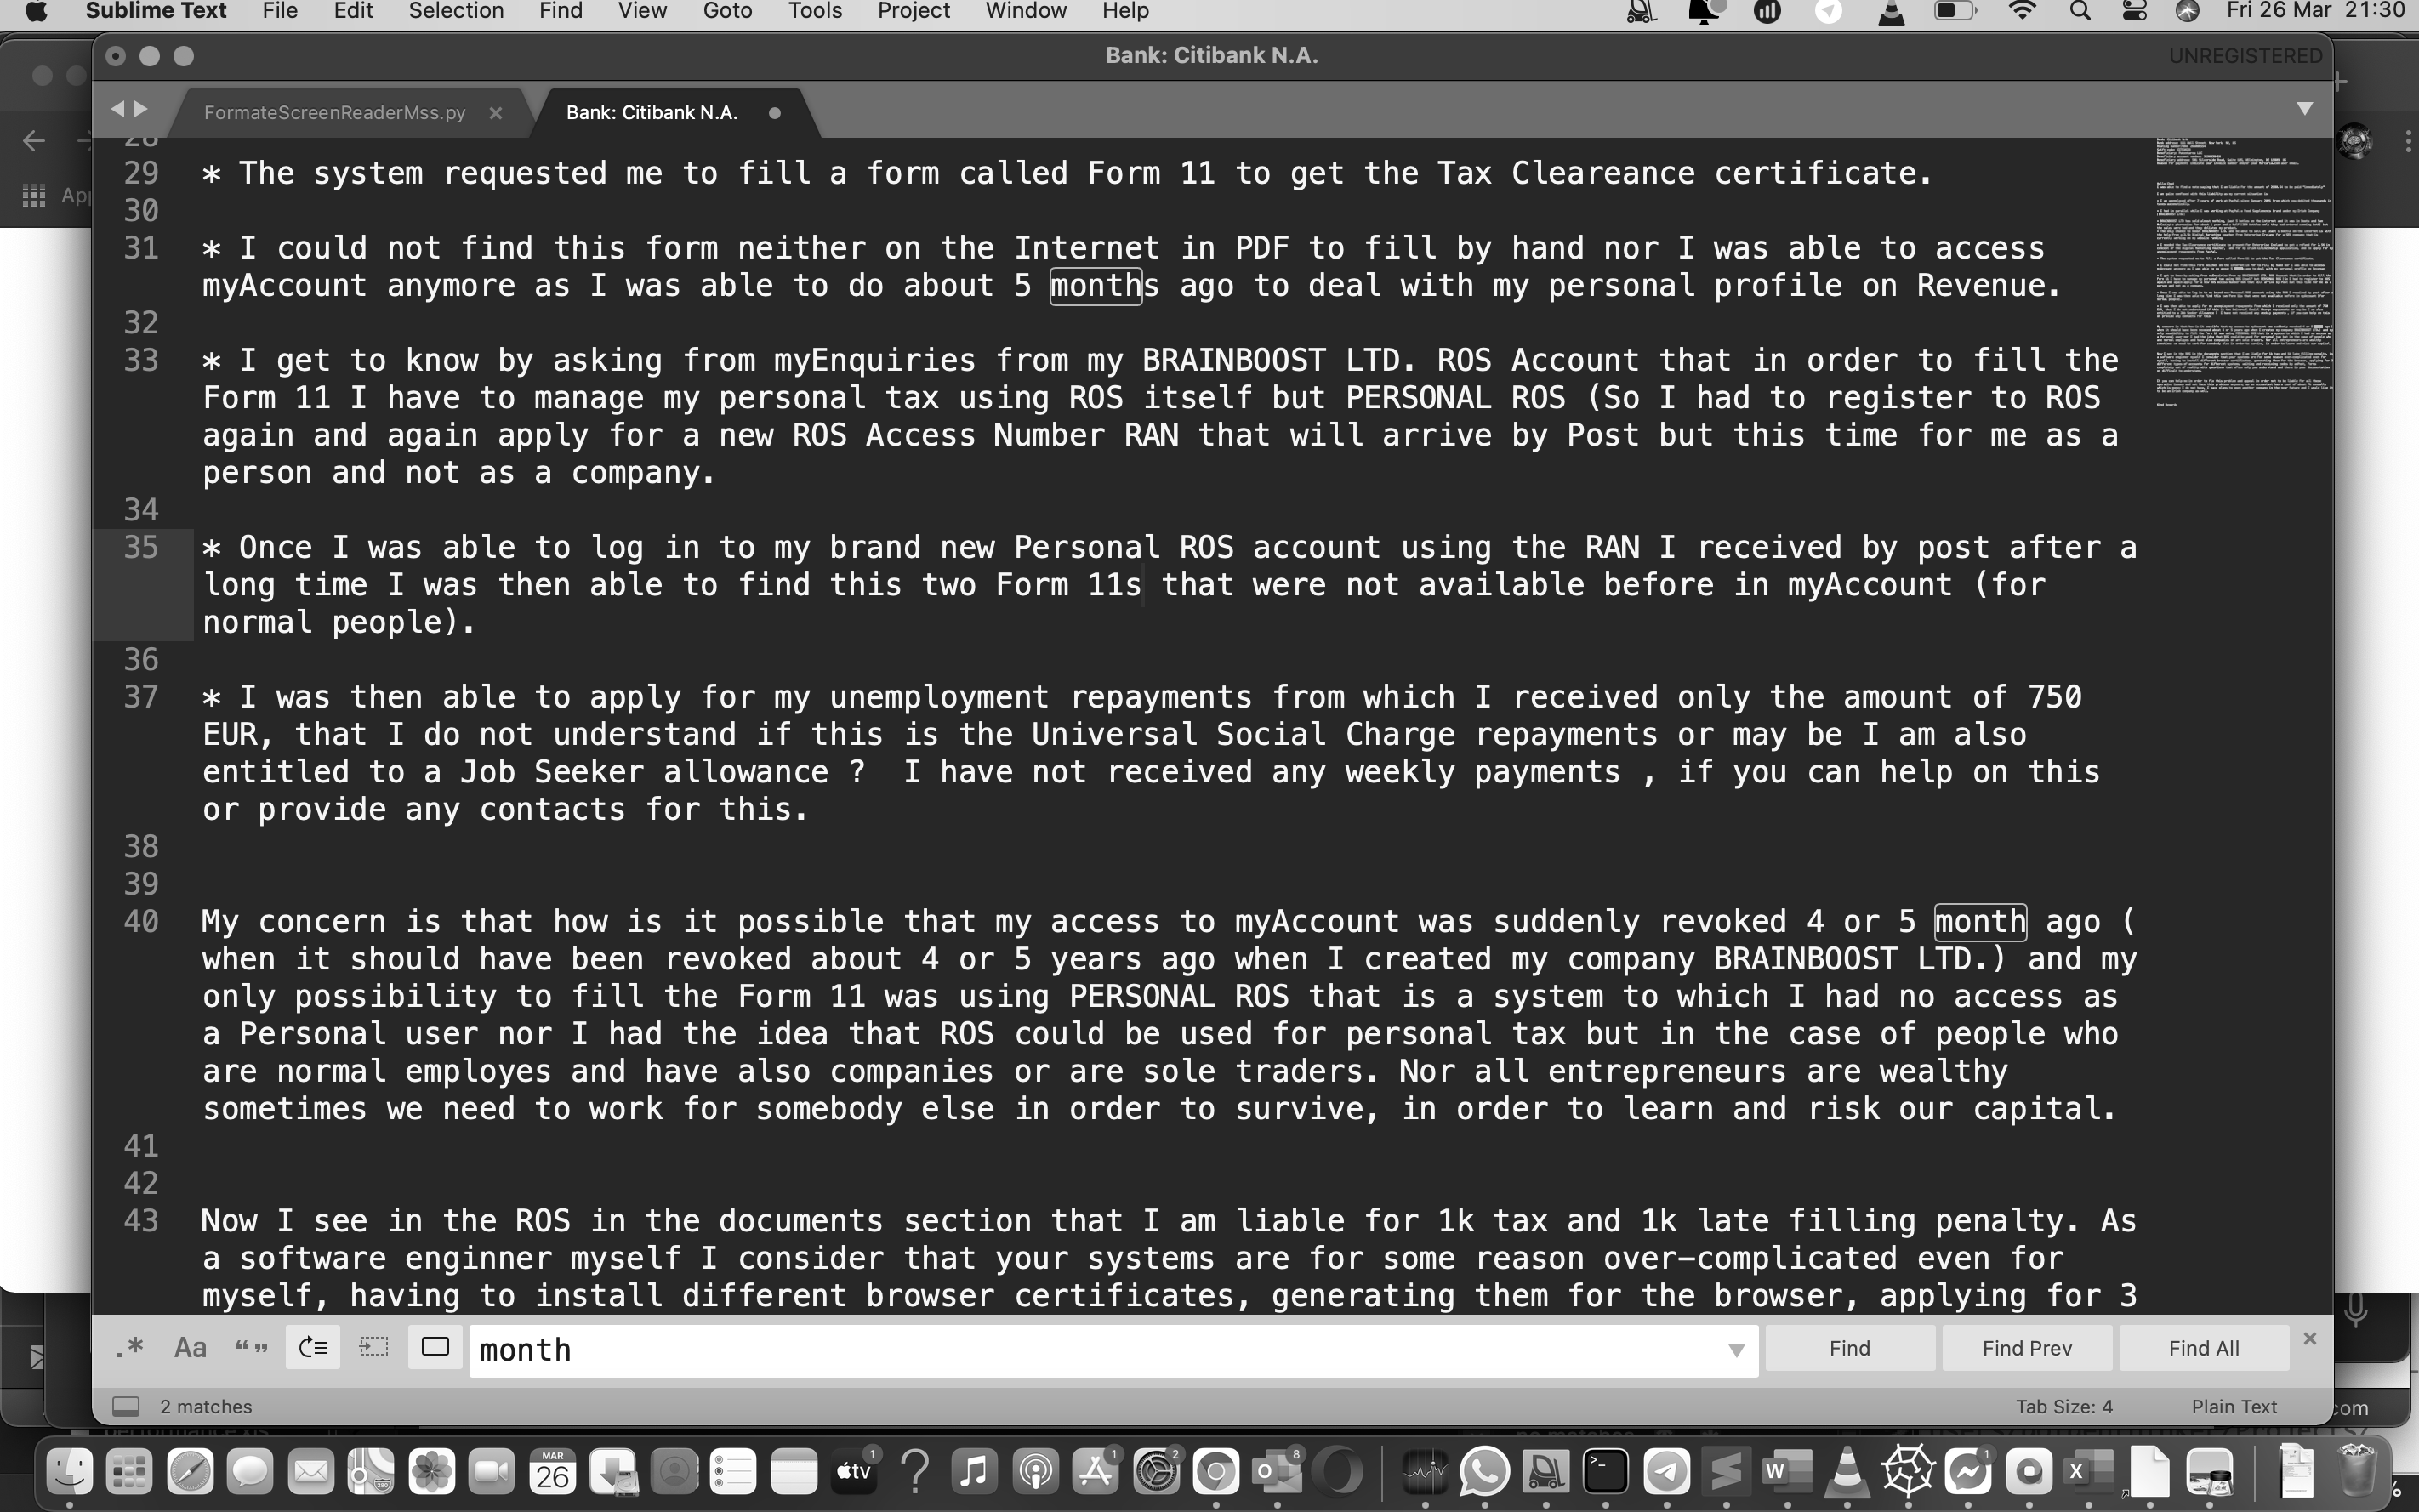 Sublime Text File Edit Selection Find View Goto Tools Project Window Help Fri 26 Mar 21:30
Bank: Citibank N.A. UNREGISTERED
FormateScreenReaderMss.py Bank: Citibank N.A.
28
29 * The system requested me to fill a form called Form 11 to get the Tax Cleareance certificate.
30
31 * I could not find this form neither on the Internet in PDF to fill by hand nor I was able to access
myAccount anymore as I was able to do about 5 months ago to deal with my personal profile on Revenue.
32
33 * I get to know by asking from myEnquiries from my BRAINBOOST LTD. ROS Account that in order to fill the
Form 11 I have to manage my personal tax using ROS itself but PERSONAL ROS (So I had to register to ROS
again and again apply for a new ROS Access Number RAN that will arrive by Post but this time for me as a
person and not as a company.
34
35 * Once I was able to log in to my brand new Personal ROS account using the RAN I received by post after a
long time I was then able to find this two Form 11s that were not available before in myAccount (for
normal people).
36
37 * I was then able to apply for my unemployment repayments from which I received only the amount of 750
EUR, that I do not understand if this is the Universal Social Charge repayments or may be I am also
entitled to a Job Seeker allowance ?  I have not received any weekly payments , if you can help on this
or provide any contacts for this.
38
39
40 My concern is that how is it possible that my access to myAccount was suddenly revoked 4 or 5 month ago (
when it should have been revoked about 4 or 5 years ago when I created my company BRAINBOOST LTD.) and my
only possibility to fill the Form 11 was using PERSONAL ROS that is a system to which I had no access as
a Personal user nor I had the idea that ROS could be used for personal tax but in the case of people who
are normal employes and have also companies or are sole traders. Nor all entrepreneurs are wealthy
sometimes we need to work for somebody else in order to survive, in order to learn and risk our capital.
41
42
43 Now I see in the ROS in the documents section that I am liable for 1k tax and 1k late filling penalty. As
a software enginner myself I consider that your systems are for some reason over-complicated even for
myself, having to install different browser certificates, generating them for the browser, applying for 3
.* Aa “” month Find Find Prev Find All
2 matches Tab Size: 4 Plain Text
com
MAR
26
tv